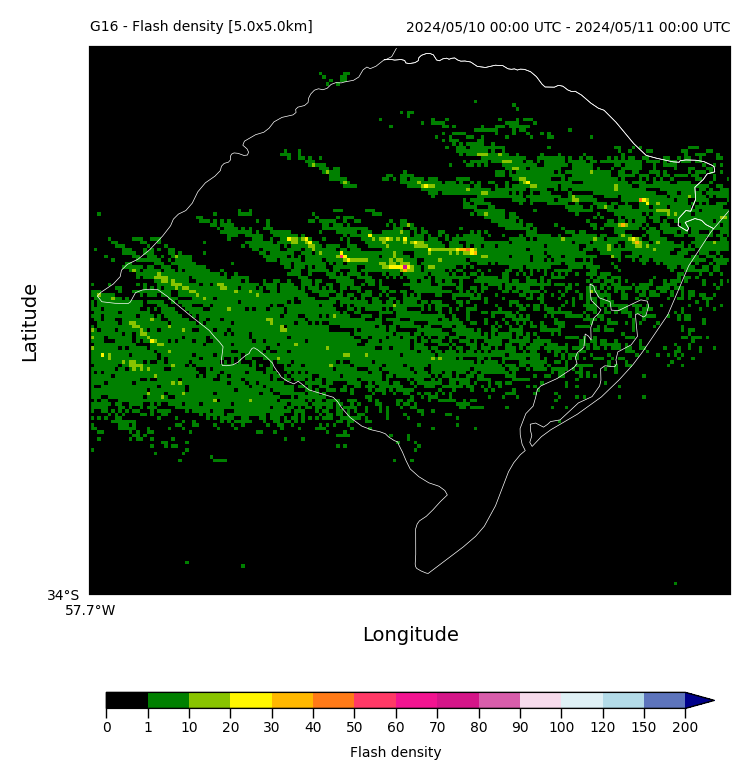 G16 - Flash density [5.0x5.0km] 2024/05/10 00:00 UTC - 2024/05/11 00:00 UTC
Latitude
34°S
57.7°W
Longitude
0 1 10 20 30 40 50 60 70 80 90 100 120 150 200
Flash density